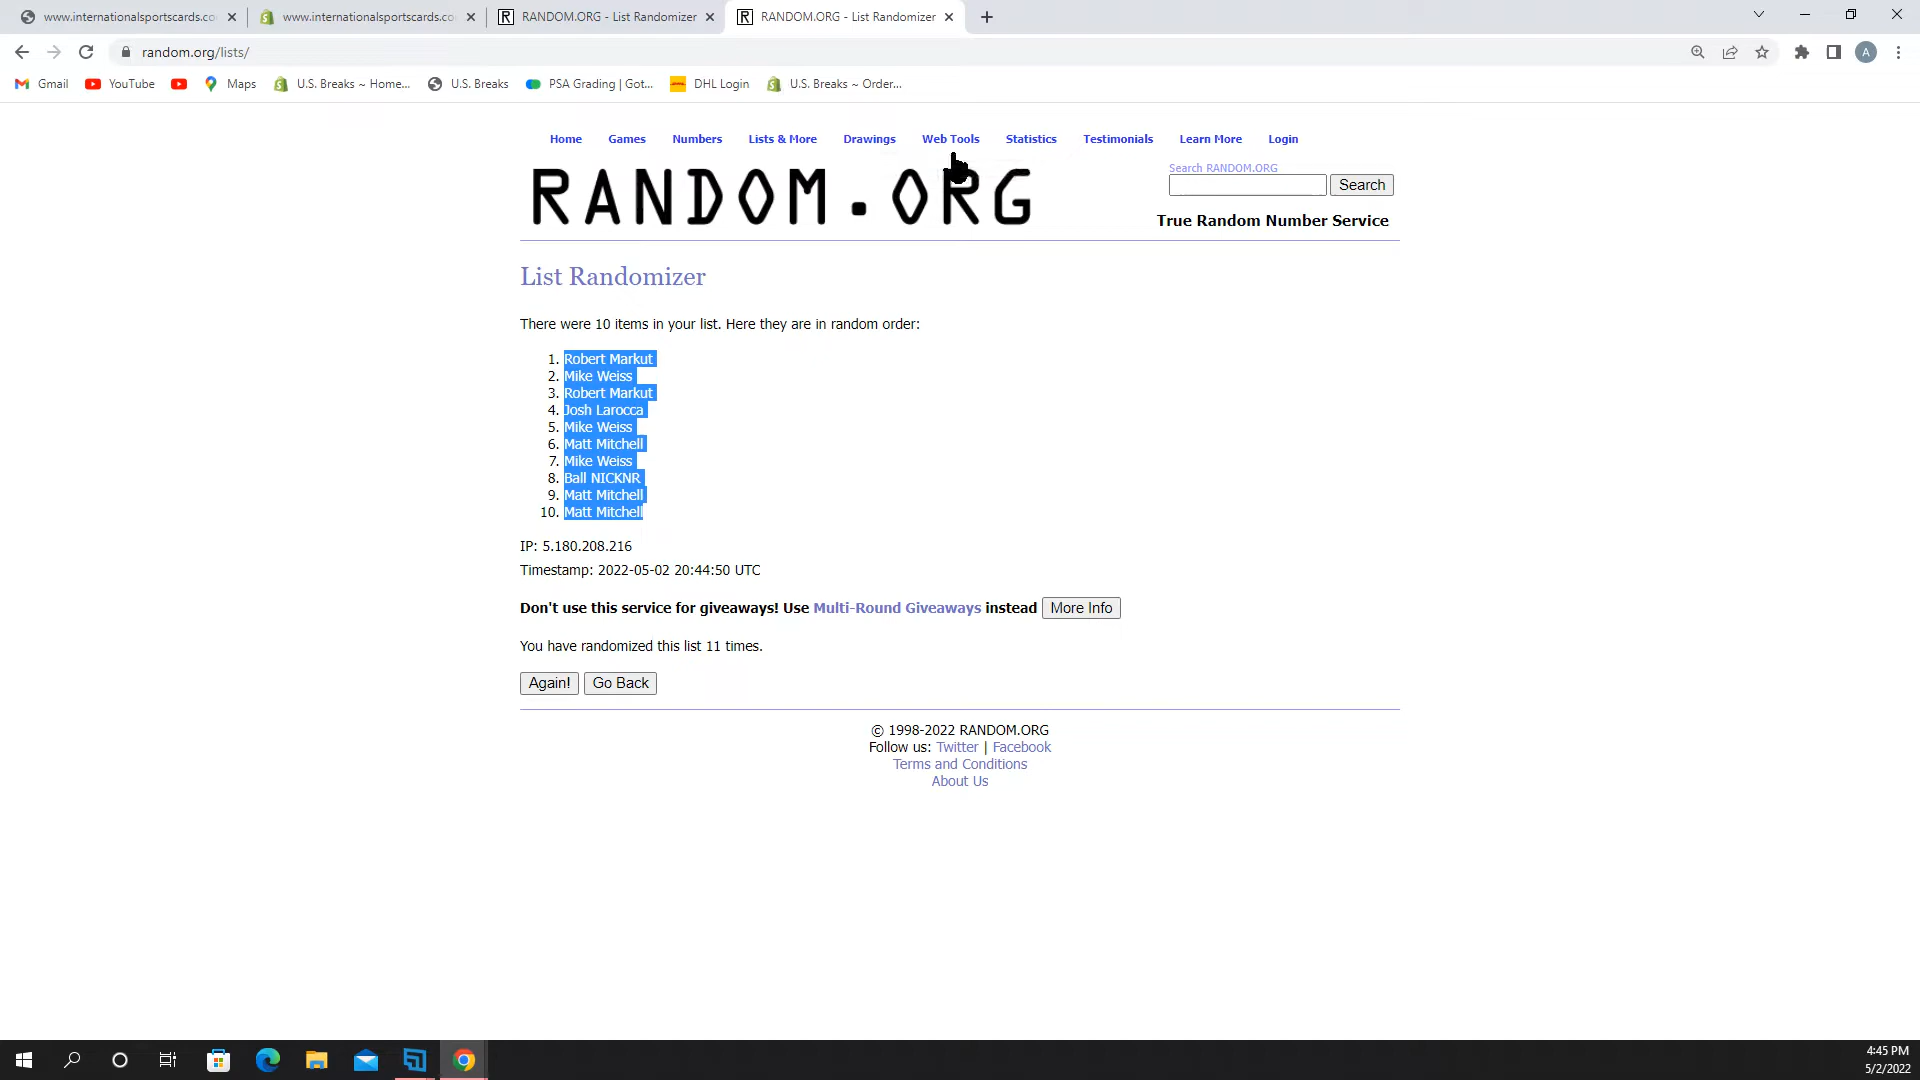 www.internationalsportscards.co
www.internationalsportscards.co
RANDOM.ORG - List Randomizer
RANDOM.ORG - List Randomizer
random.org/lists/
A
Gmail
YouTube
Maps
U.S. Breaks ~ Home...
U.S. Breaks
PSA Grading | Got...
DHL Login
U.S. Breaks ~ Order...
Home Games Numbers Lists & More Drawings Web Tools Statistics Testimonials Learn More Login
RANDOM.ORG
Search RANDOM.ORG
Search
True Random Number Service
List Randomizer
There were 10 items in your list. Here they are in random order:
1. Robert Markut
2. Mike Weiss
3. Robert Markut
4. Josh Larocca
5. Mike Weiss
6. Matt Mitchell
7. Mike Weiss
8. Ball NICKNR
9. Matt Mitchell
10. Matt Mitchell
IP: 5.180.208.216
Timestamp: 2022-05-02 20:44:50 UTC
Don't use this service for giveaways! Use Multi-Round Giveaways instead More Info
You have randomized this list 11 times.
Again! Go Back
© 1998-2022 RANDOM.ORG
Follow us: Twitter | Facebook
Terms and Conditions
About Us
4:45 PM
5/2/2022